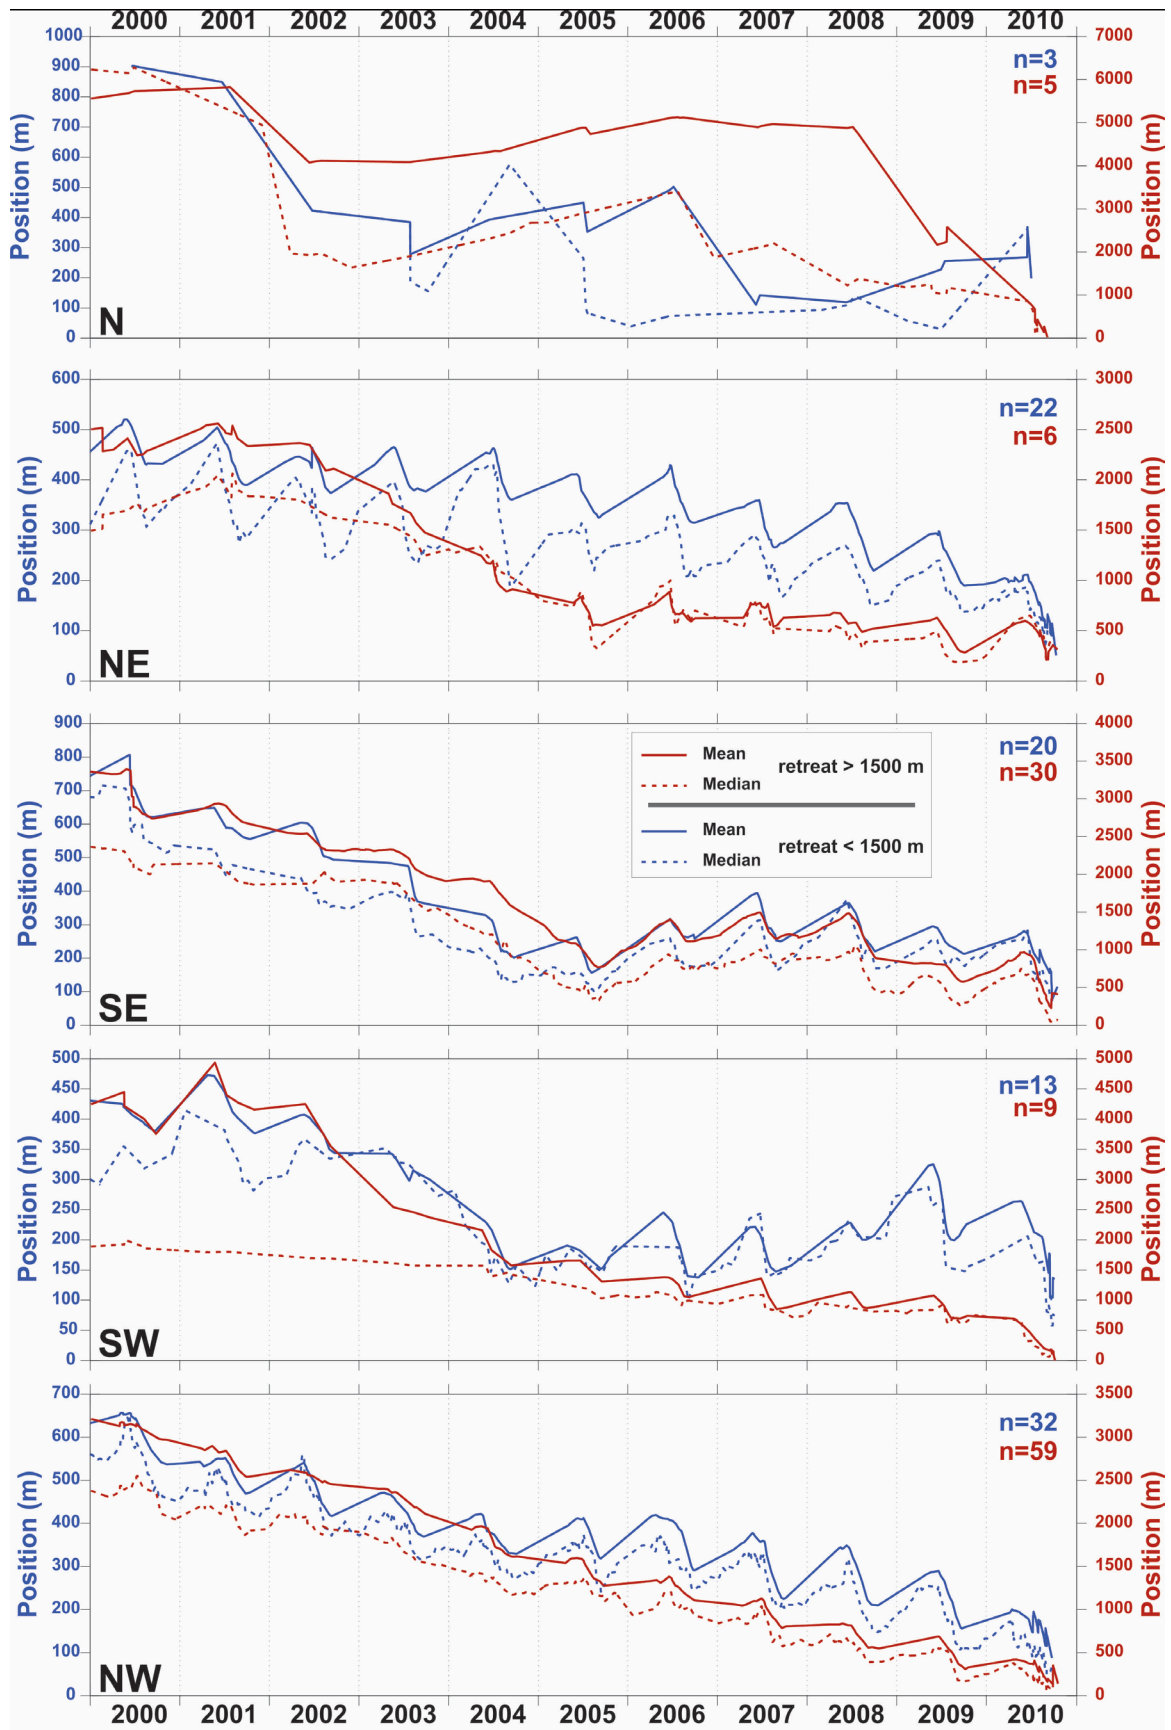 2000 2001 2002 2003 2004 2005 2006 2007 2008 2009 2010
1000 7000
900 n=3
6000
800 n=5
700 5000
600 4000
500
400 3000
300 2000
200
100 1000
0 0
Position (m)
Position (m)
N
600 3000
500 n=22 2500
n=6
400 2000
300 1500
200 1000
100 500
0 0
Position (m)
Position (m)
NE
900 4000
800 n=20 3500
700 n=30 3000
600 2500
500 2000
400
300 1500
200 1000
100 500
0 0
Position (m)
Position (m)
Mean
retreat > 1500 m
Median
Mean
retreat < 1500 m
Median
SE
500 5000
450 n=13 4500
400 n=9 4000
350 3500
300 3000
250 2500
200 2000
150 1500
100 1000
50 500
0 0
Position (m)
Position (m)
SW
700 3500
600 n=32 3000
n=59
500 2500
400 2000
300 1500
200 1000
100 500
0 0
Position (m)
Position (m)
NW
2000 2001 2002 2003 2004 2005 2006 2007 2008 2009 2010